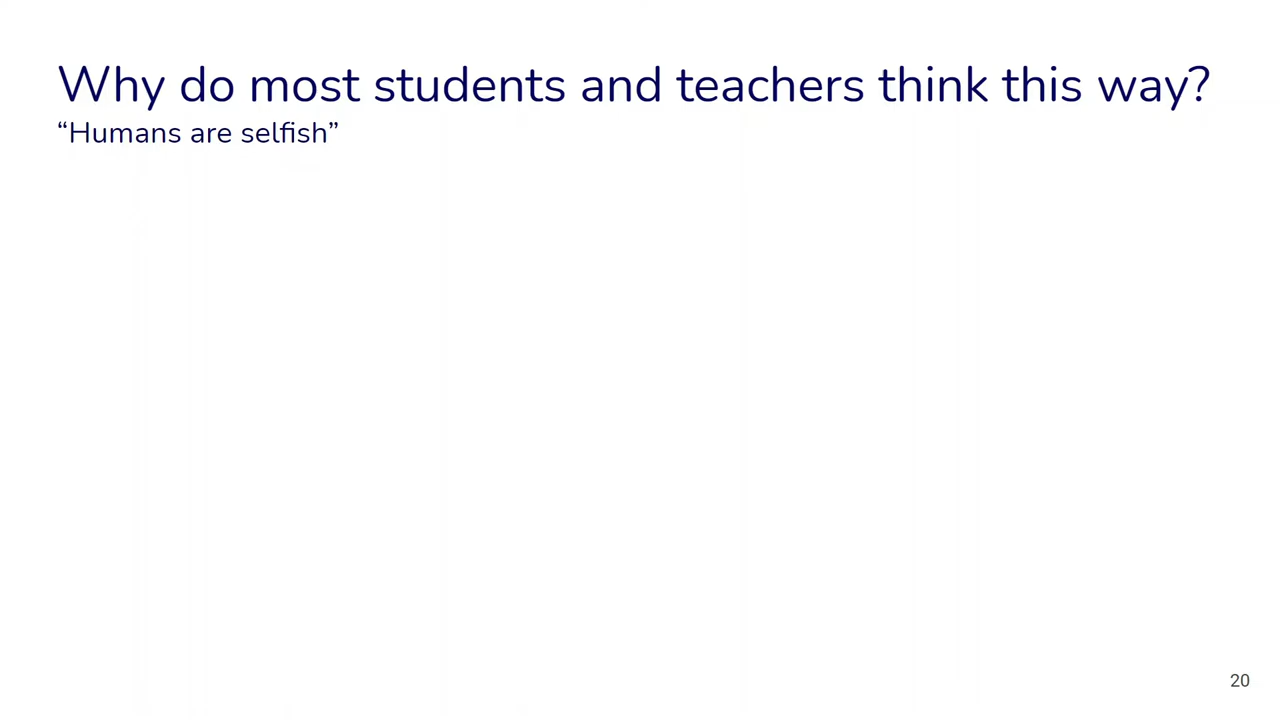 Why do most students and teachers think this way?
“Humans are selfish”
20